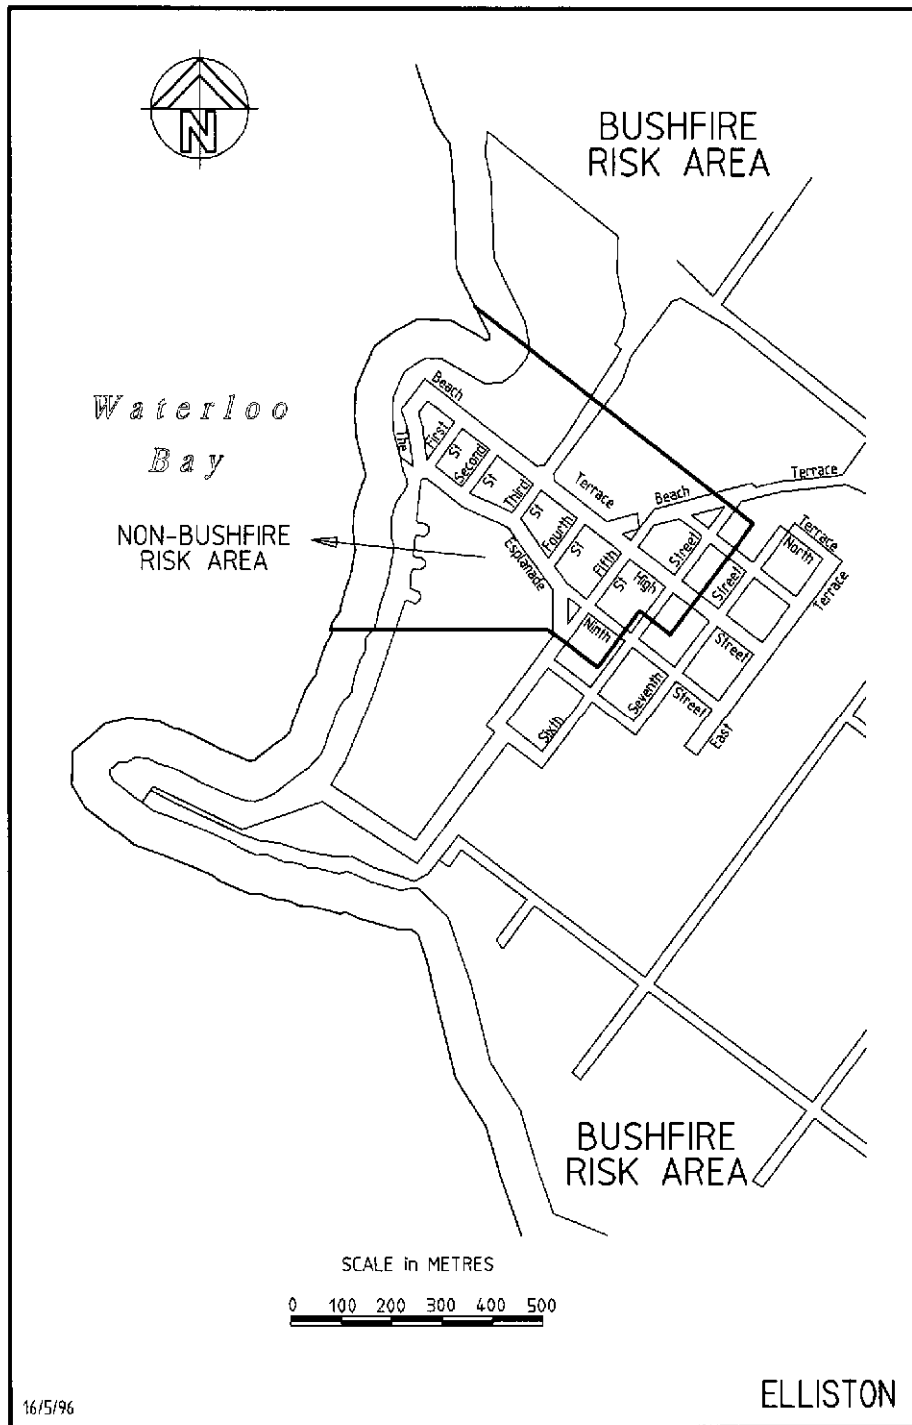 N
BUSHFIRE
RISK AREA
Waterloo
Bay
NON-BUSHFIRE
RISK AREA
Beach
The
First
St
Second
St
Third
St
Fourth
St
Fifth
St
Terrace
Beach
Terrace
Esplanade
High
Street
Street
Street
Street
Terrace
North
Terrace
East
Ninth
Seventh
Sixth
BUSHFIRE
RISK AREA
SCALE in METRES
0 100 200 300 400 500
ELLISTON
16/5/96